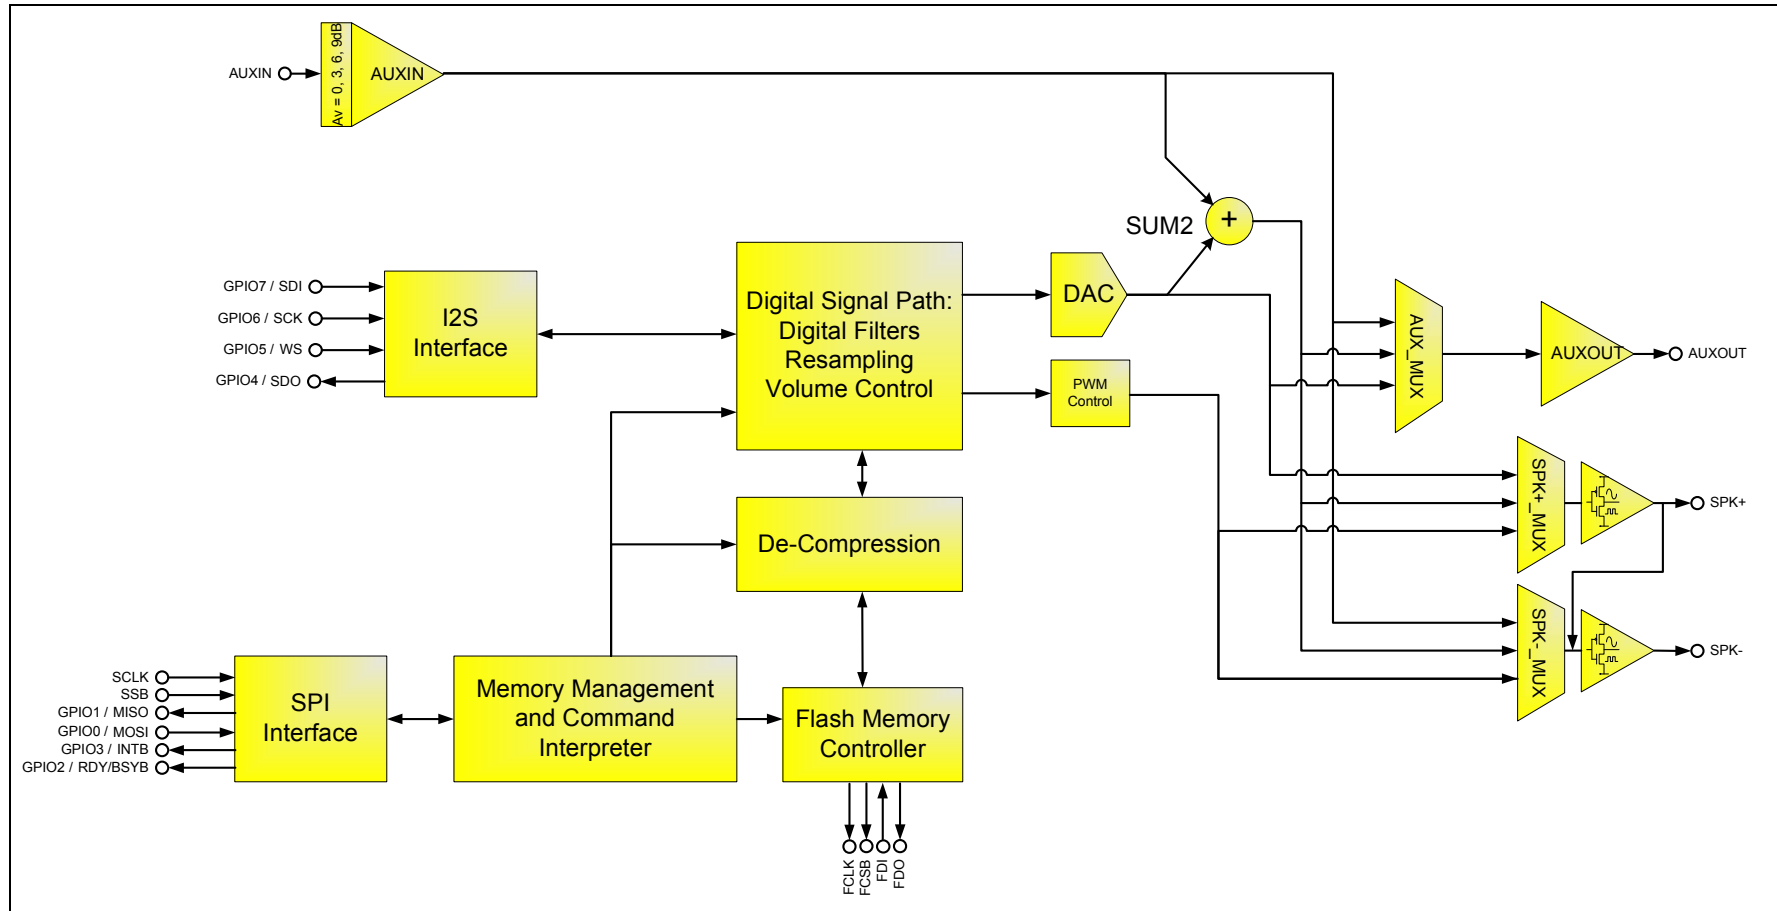 AUXIN
Av = 0, 3, 6, 9dB
AUXIN
SUM2
+
GPIO7 / SDI
GPIO6 / SCK
GPIO5 / WS
GPIO4 / SDO
I2S
Interface
Digital Signal Path:
Digital Filters
Resampling
Volume Control
DAC
PWM
Control
AUX_MUX
AUXOUT
AUXOUT
SPK+_MUX
SPK+
De-Compression
SPK-_MUX
SPK-
SCLK
SSB
GPIO1 / MISO
GPIO0 / MOSI
GPIO3 / INTB
GPIO2 / RDY/BSYB
SPI
Interface
Memory Management
and Command
Interpreter
Flash Memory
Controller
FCLK
FCSB
FDI
FDO